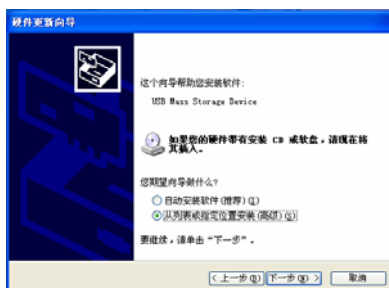 硬件更新向导
这个向导帮助您安装软件:
USB Mass Storage Device
如果您的硬件带有安装 CD 或软盘，请现在将
其插入。
您期望向导做什么?
自动安装软件(推荐)(I)
从列表或指定位置安装(高级)(S)
要继续，请单击“下一步”。
< 上一步(B) 下一步(N) > 取消